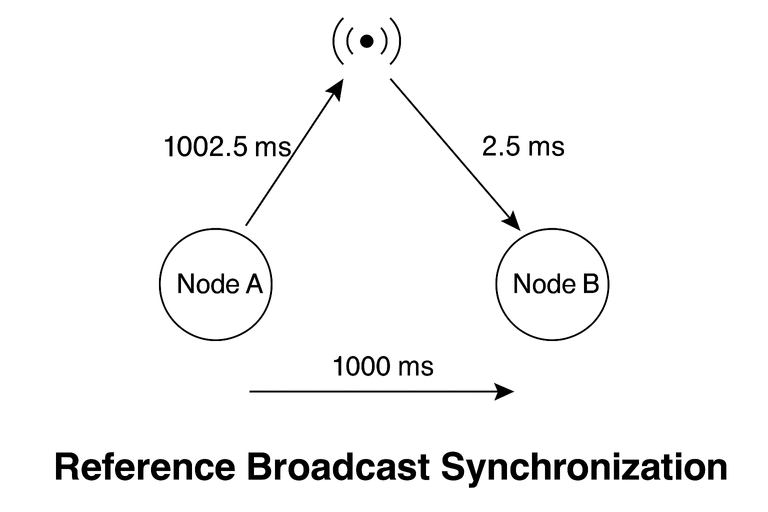 1002.5 ms
2.5 ms
Node A
Node B
1000 ms
Reference Broadcast Synchronization